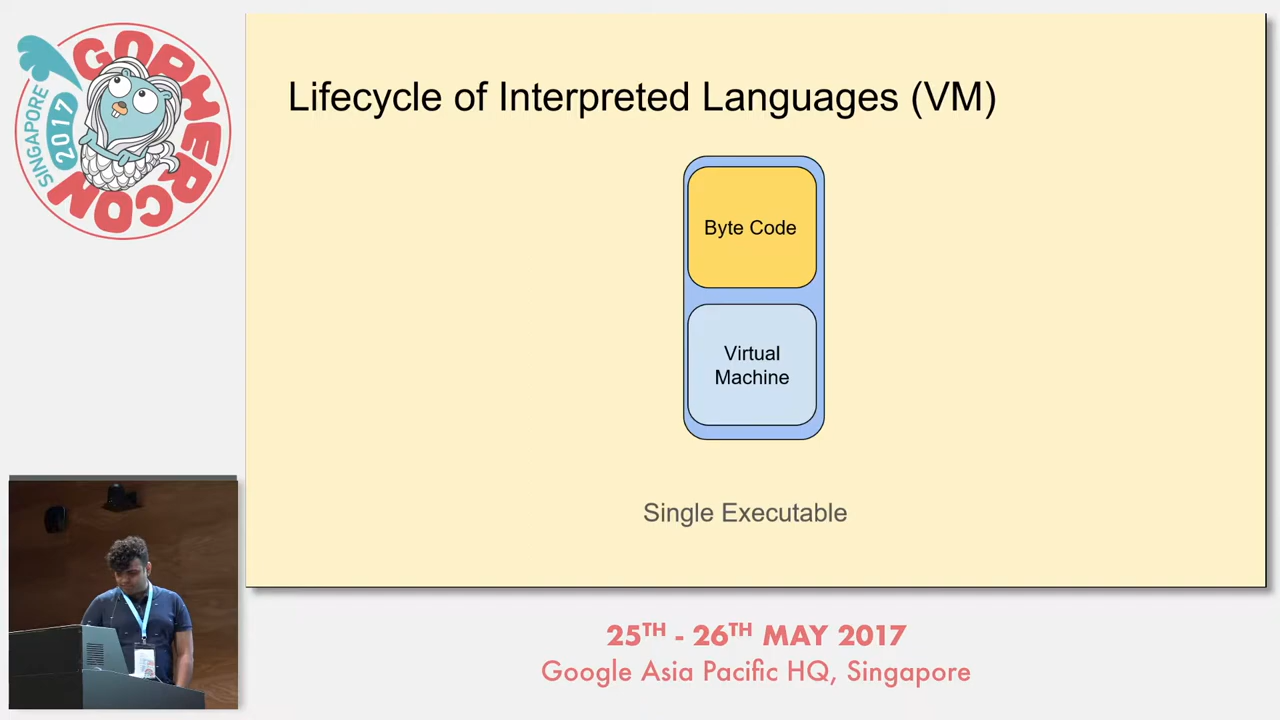 GOPHERCON
SINGAPORE
2017
Lifecycle of Interpreted Languages (VM)
Byte Code
Virtual
Machine
Single Executable
25TH - 26TH MAY 2017
Google Asia Pacific HQ, Singapore